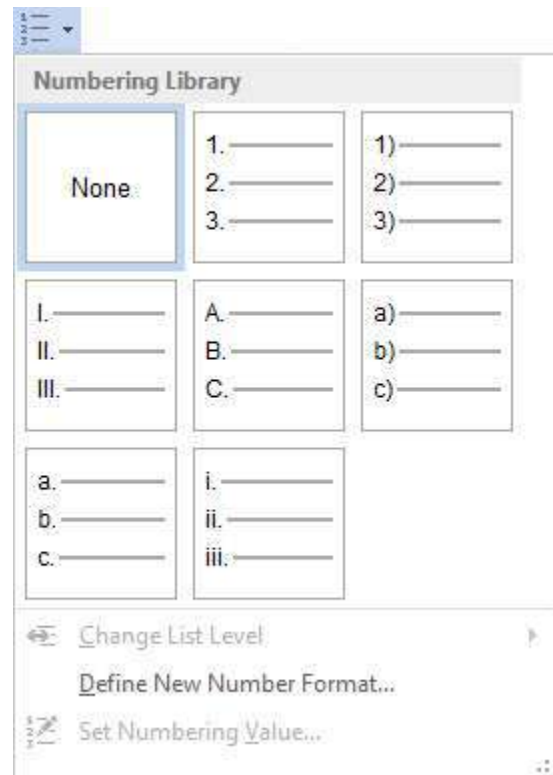 Numbering Library
None
1.
2.
3.
1)
2)
3)
I.
II.
III.
A.
B.
C.
a)
b)
c)
a.
b.
c.
i.
ii.
iii.
Change List Level
Define New Number Format...
Set Numbering Value...